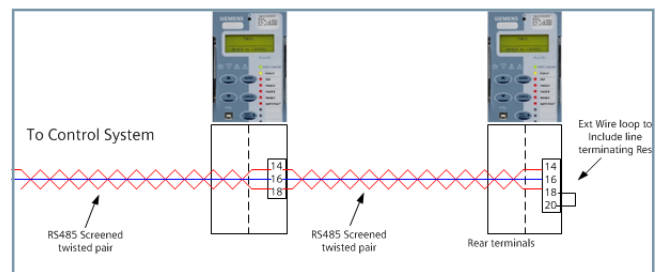 SIEMENS
SIEMENS
To Control System
Ext Wire loop to
Include line
terminating Res
14
16
18
14
16
18
20
RS485 Screened
twisted pair
RS485 Screened
twisted pair
Rear terminals